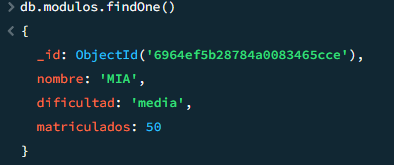 > db.modulos.findOne()
< {
_id: ObjectId('6964ef5b28784a0083465cce'),
nombre: 'MIA',
dificultad: 'media',
matriculados: 50
}